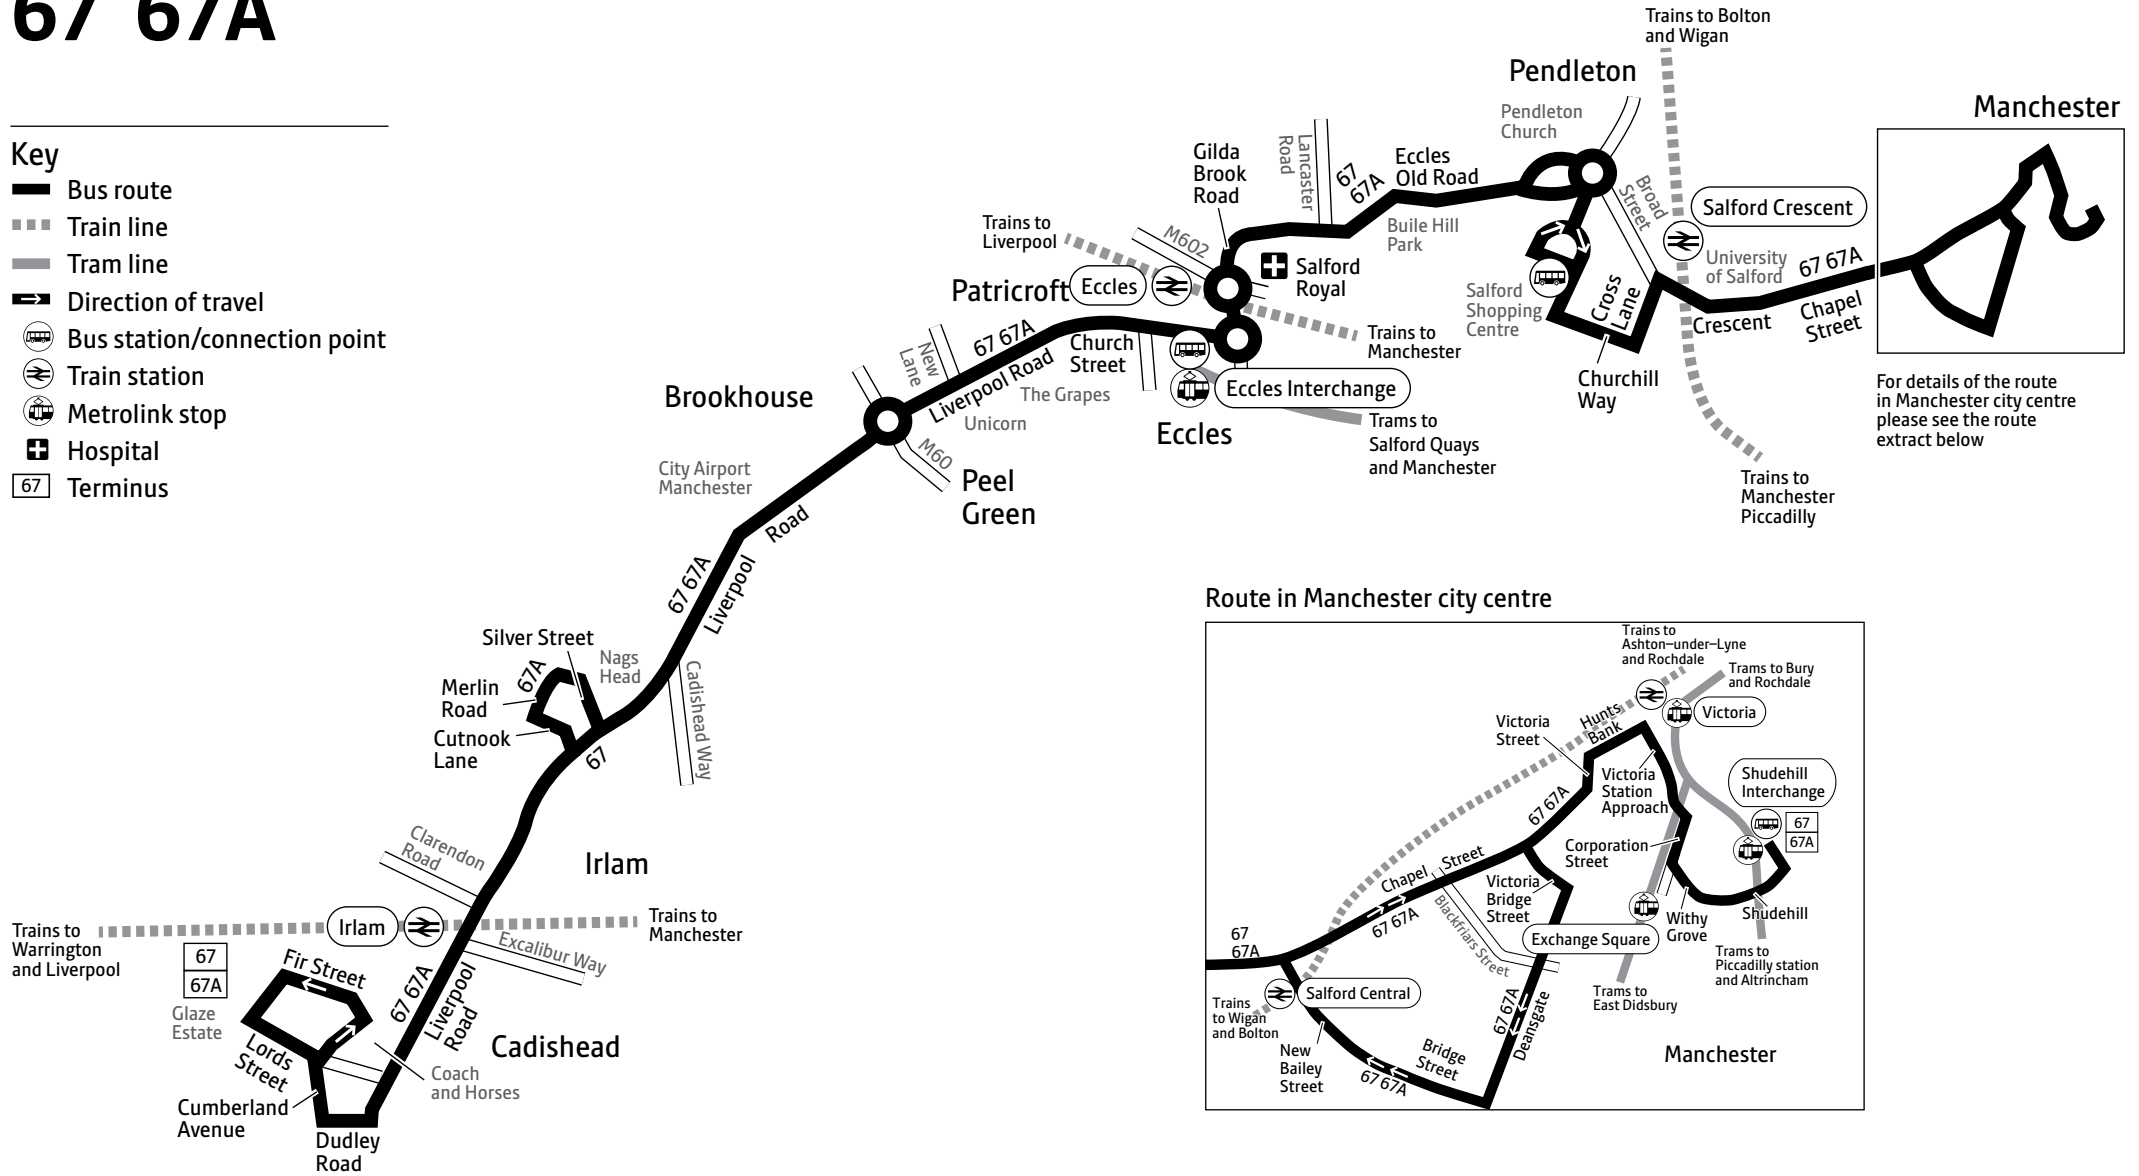 67 67A
Key
Bus route
Train line
Tram line
Direction of travel
Bus station/connection point
Train station
Metrolink stop
Hospital
67 Terminus
Trains to Bolton
and Wigan
Pendleton
Pendleton
Church
Manchester
Gilda
Brook
Road
Lancaster
Road
67
67A
Eccles
Old Road
Broad
Street
Salford Crescent
Buile Hill
Park
University
of Salford
67 67A
Chapel
Street
Crescent
Trains to
Liverpool
M602
Salford
Royal
Patricroft
Eccles
Salford
Shopping
Centre
Cross
Lane
Churchill
Way
Trains to
Manchester
67 67A
Church
Street
New
Lane
Liverpool Road
The Grapes
Unicorn
Eccles Interchange
Eccles
Trams to
Salford Quays
and Manchester
For details of the route
in Manchester city centre
please see the route
extract below
Trains to
Manchester
Piccadilly
Brookhouse
M60
City Airport
Manchester
Peel
Green
Road
67 67A
Liverpool
Silver Street
67A
Nags
Head
Merlin
Road
Cutnook
Lane
67
Cadishead Way
Clarendon
Road
Irlam
Trains to
Warrington
and Liverpool
Irlam
Trains to
Manchester
Excalibur Way
67
67A
Fir Street
Glaze
Estate
67 67A
Liverpool
Road
Cadishead
Lords
Street
Coach
and Horses
Cumberland
Avenue
Dudley
Road
Route in Manchester city centre
Trains to
Ashton–under–Lyne
and Rochdale
Trams to Bury
and Rochdale
Victoria
Victoria
Street
Hunts
Bank
Victoria
Station
Approach
Shudehill
Interchange
67
67A
67 67A
Corporation
Street
Chapel Street
Victoria
Bridge
Street
67 67A
Blackfriars Street
Withy
Grove
Shudehill
Exchange Square
67
67A
Trams to
Piccadilly station
and Altrincham
Salford Central
Trains
to Wigan
and Bolton
Trams to
East Didsbury
67 67A
Deansgate
New
Bailey
Street
Bridge
Street
67 67A
Manchester